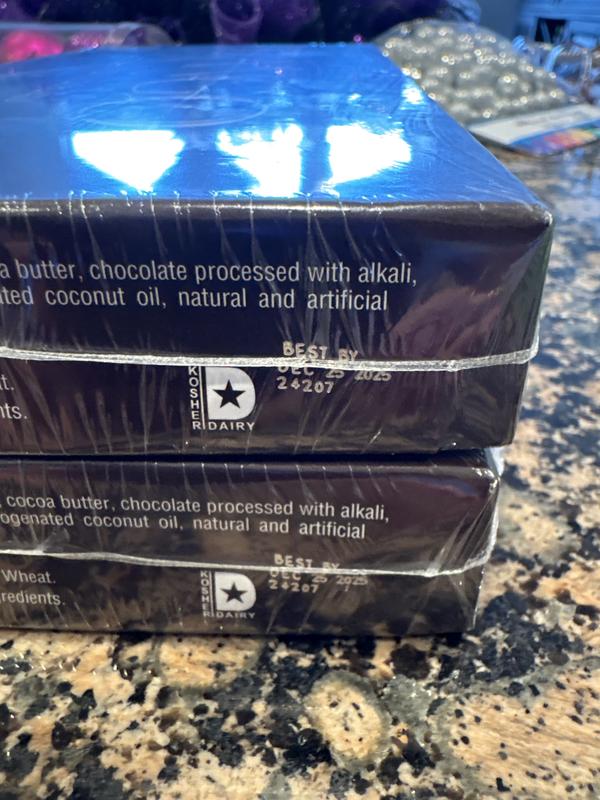 a butter, chocolate processed with alkali,
ted coconut oil, natural and artificial
t.
nts.
KOSHER
D
DAIRY
BEST BY
DEC 25 2025
24207
, cocoa butter, chocolate processed with alkali,
ogenated coconut oil, natural and artificial
Wheat.
redients.
KOSHER
D
DAIRY
BEST BY
DEC 25 2025
24207